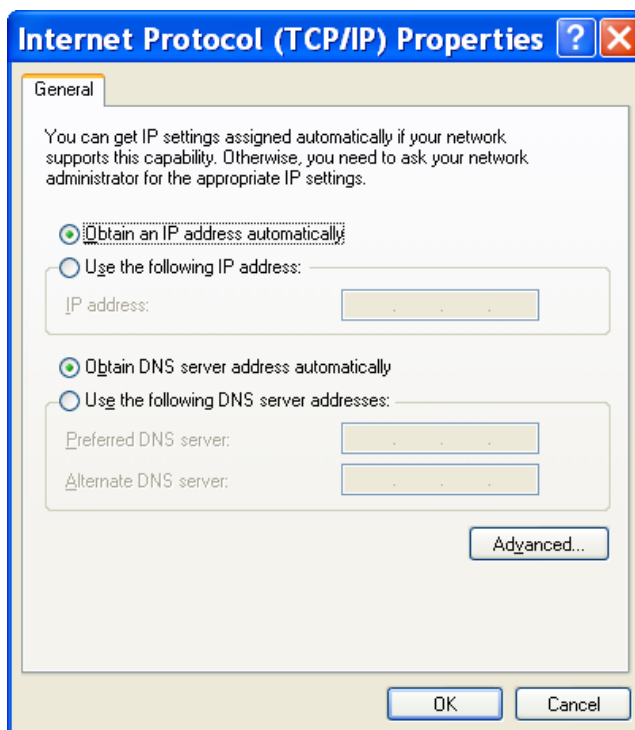 Internet Protocol (TCP/IP) Properties
General
You can get IP settings assigned automatically if your network
supports this capability. Otherwise, you need to ask your network
administrator for the appropriate IP settings.
Obtain an IP address automatically
Use the following IP address:
IP address:
Obtain DNS server address automatically
Use the following DNS server addresses:
Preferred DNS server:
Alternate DNS server:
Advanced...
OK Cancel